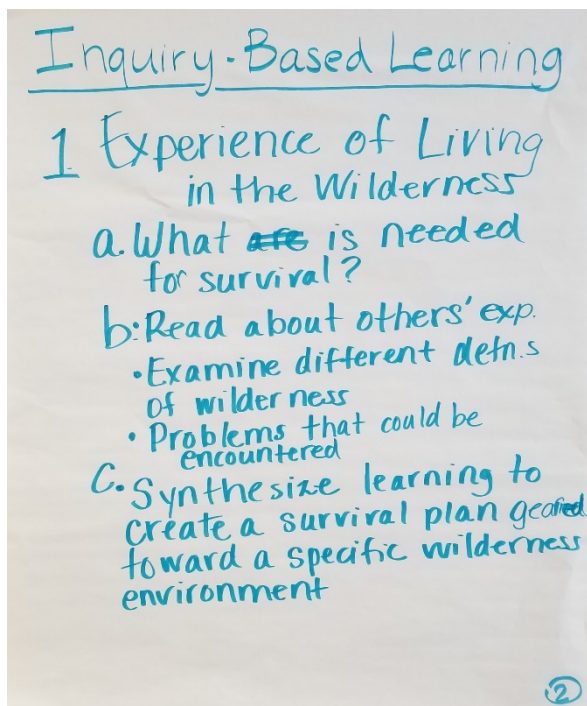 Inquiry-Based Learning
1 Experience of Living
in the Wilderness
a. What are is needed
for survival?
b. Read about others' exp.
• Examine different defn.s
of wilderness
• Problems that could be
encountered
C. Synthesize learning to
create a survival plan geared
toward a specific wilderness
environment
2